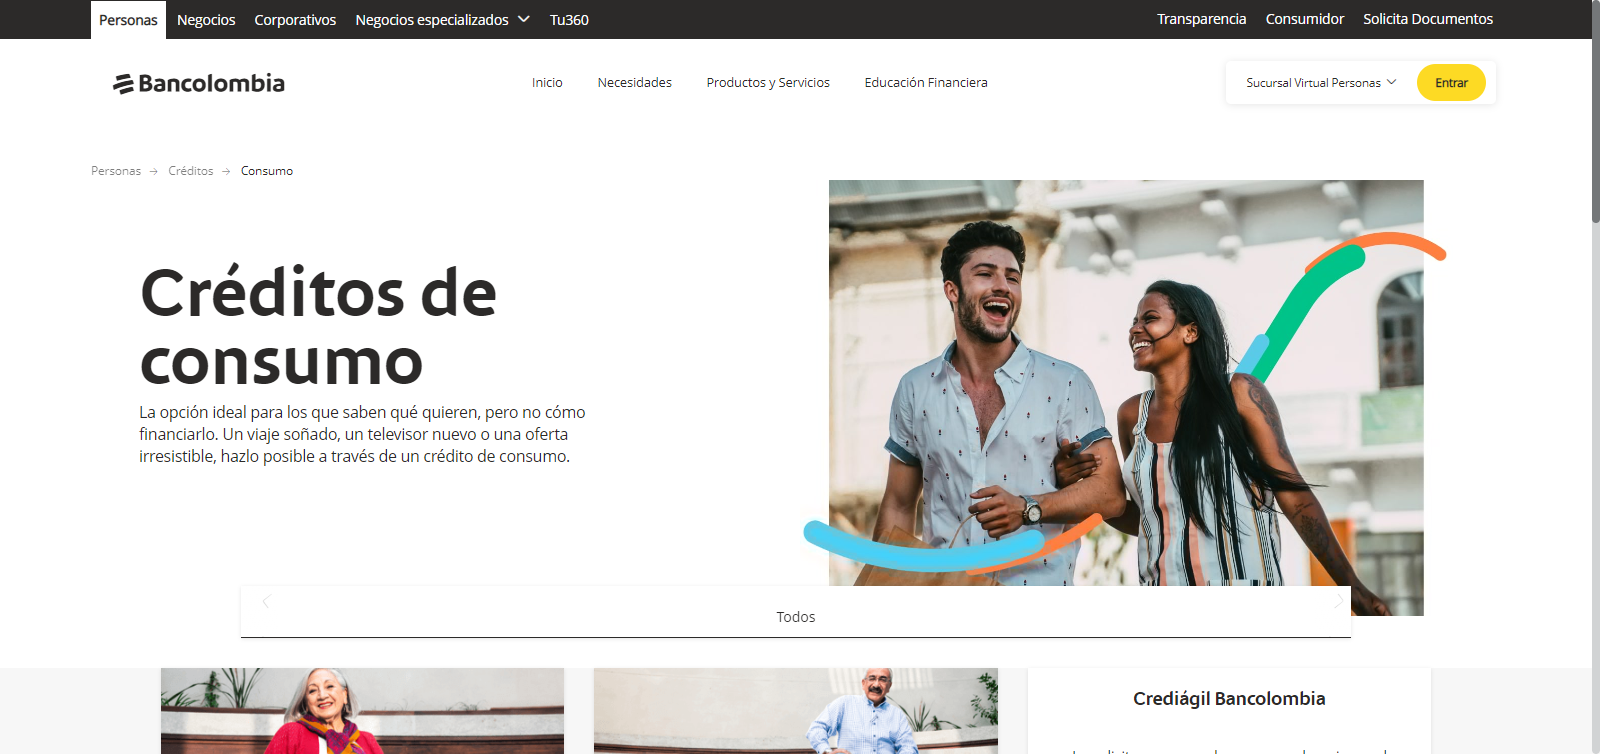 Personas Negocios Corporativos Negocios especializados Tu360 Transparencia Consumidor Solicita Documentos
Bancolombia Inicio Necesidades Productos y Servicios Educación Financiera Sucursal Virtual Personas Entrar
Personas → Créditos → Consumo
Créditos de
consumo
La opción ideal para los que saben qué quieren, pero no cómo
financiarlo. Un viaje soñado, un televisor nuevo o una oferta
irresistible, hazlo posible a través de un crédito de consumo.
Todos
Crediágil Bancolombia